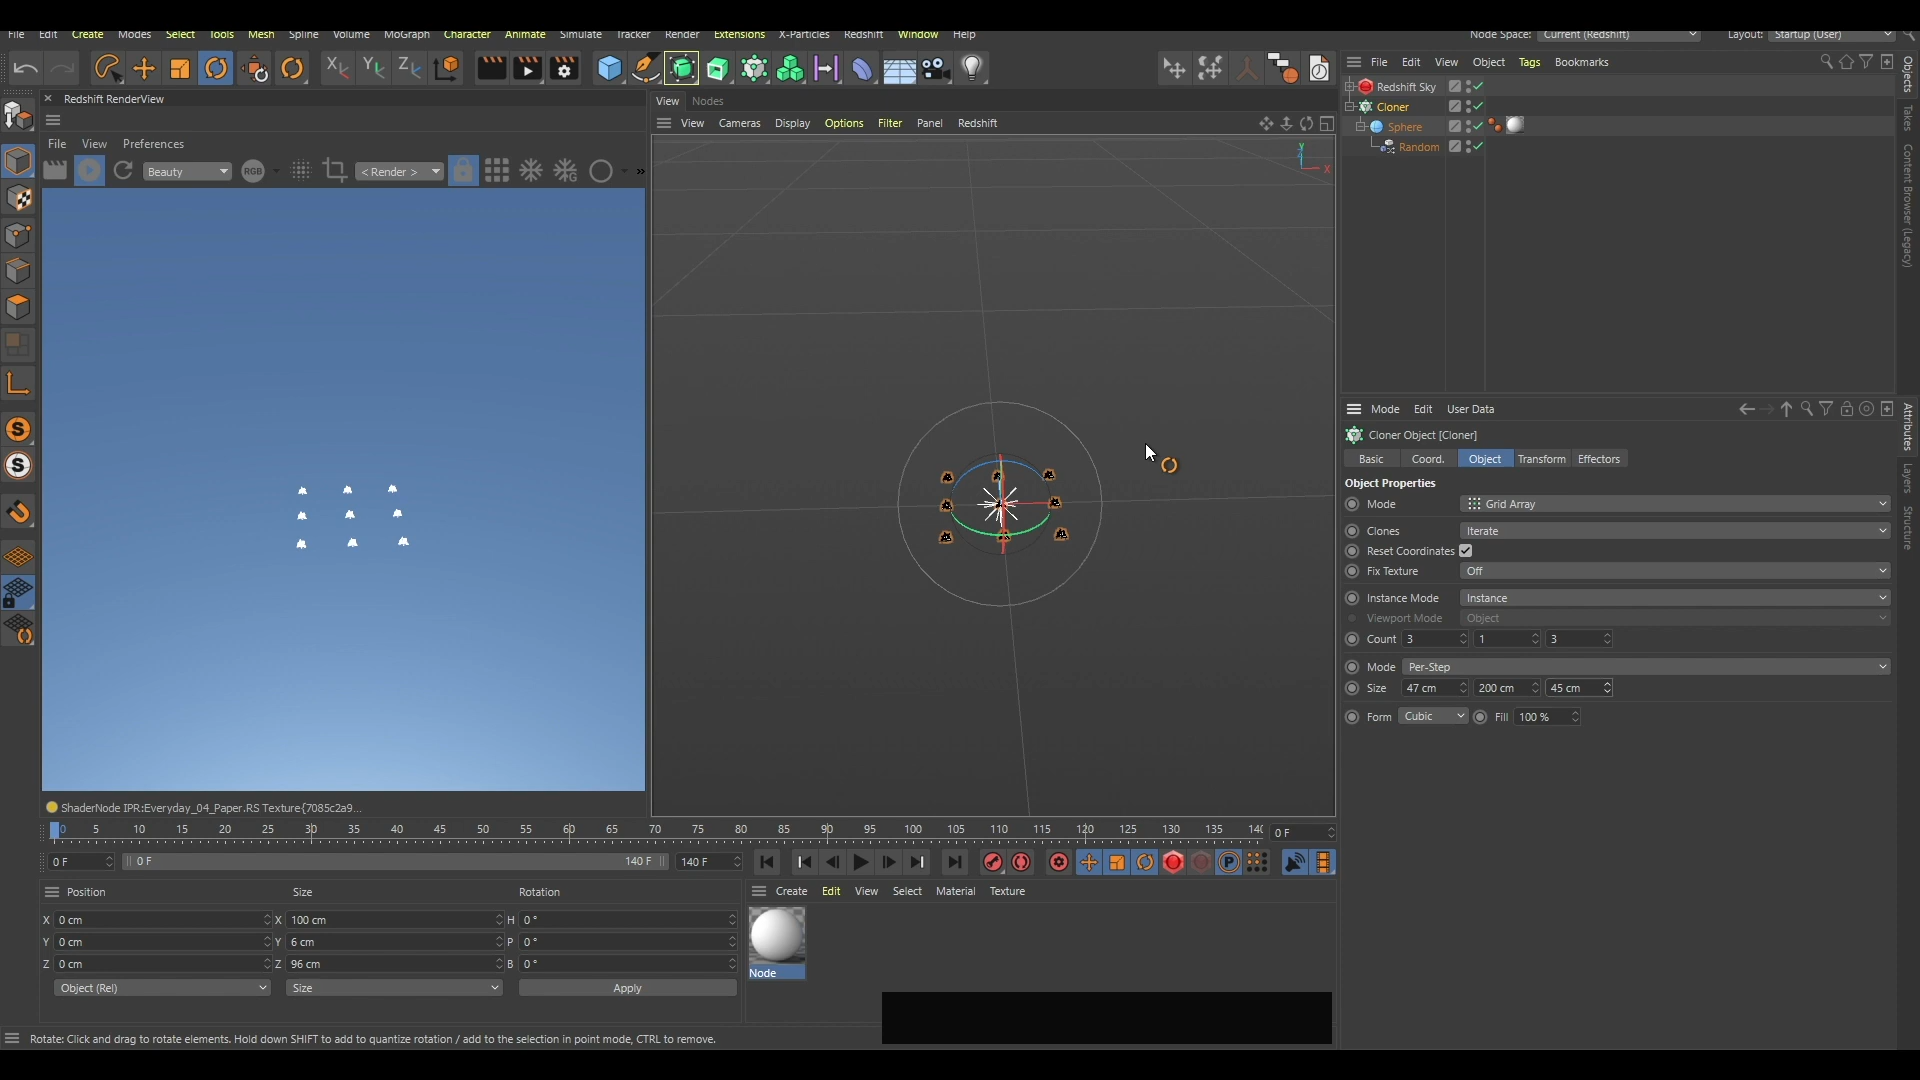 File Edit Create Modes Select Tools Mesh Spline Volume MoGraph Character Animate Simulate Tracker Render Extensions X-Particles Redshift Window Help Node Space: Current (Redshift) Layout: Startup (User)
X Y Z
Redshift RenderView
File View Preferences
Beauty RGB < Render > »
View Nodes
View Cameras Display Options Filter Panel Redshift
Y X
File Edit View Object Tags Bookmarks
Redshift Sky
Cloner
Sphere
Random
Objects
Takes
Content Browser (Legacy)
Mode Edit User Data
Cloner Object [Cloner]
Basic Coord. Object Transform Effectors
Object Properties
Mode Grid Array
Clones Iterate
Reset Coordinates
Fix Texture Off
Instance Mode Instance
Viewport Mode Object
Count 3 1 3
Mode Per-Step
Size 47 cm 200 cm 45 cm
Form Cubic Fill 100 %
Attributes
Layers
Structure
ShaderNode IPR:Everyday_04_Paper.RS Texture{7085c2a9...
0 5 10 15 20 25 30 35 40 45 50 55 60 65 70 75 80 85 90 95 100 105 110 115 120 125 130 135 14( 0 F
0 F 0 F 140 F 140 F
Position Size Rotation
X 0 cm X 100 cm H 0 °
Y 0 cm Y 6 cm P 0 °
Z 0 cm Z 96 cm B 0 °
Object (Rel) Size Apply
Create Edit View Select Material Texture
Node
Rotate: Click and drag to rotate elements. Hold down SHIFT to add to quantize rotation / add to the selection in point mode, CTRL to remove.